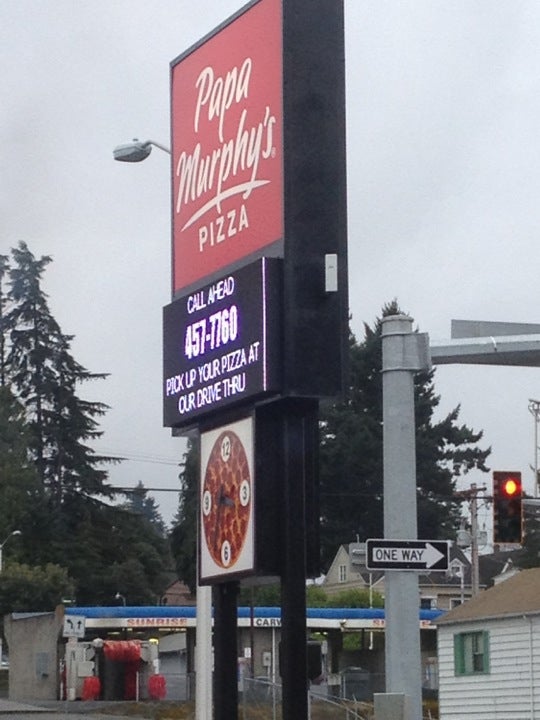 Papa
Murphy's
PIZZA
CALL AHEAD
457-7760
PICK UP YOUR PIZZA AT
OUR DRIVE THRU
12
3
6
9
ONE WAY
SUNRISE